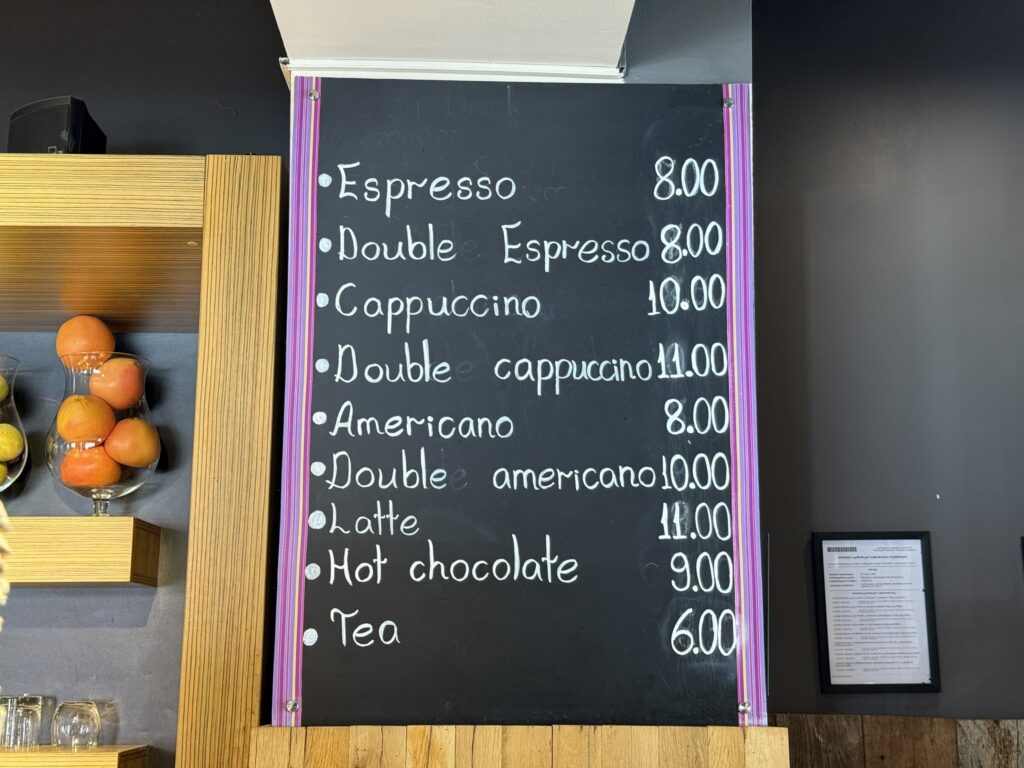 Espresso 8.00
Double Espresso 8.00
Cappuccino 10.00
Double cappuccino 11.00
Americano 8.00
Double americano 10.00
Latte 11.00
Hot chocolate 9.00
Tea 6.00